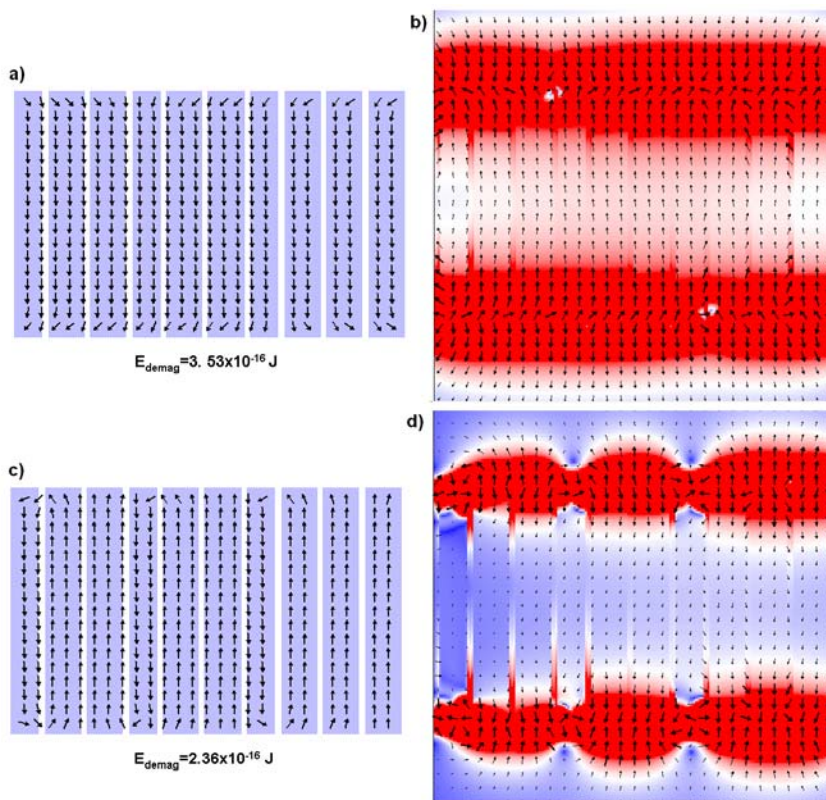 b)
a)
E_demag=3. 53x10^-16 J
c)
d)
E_demag=2.36x10^-16 J